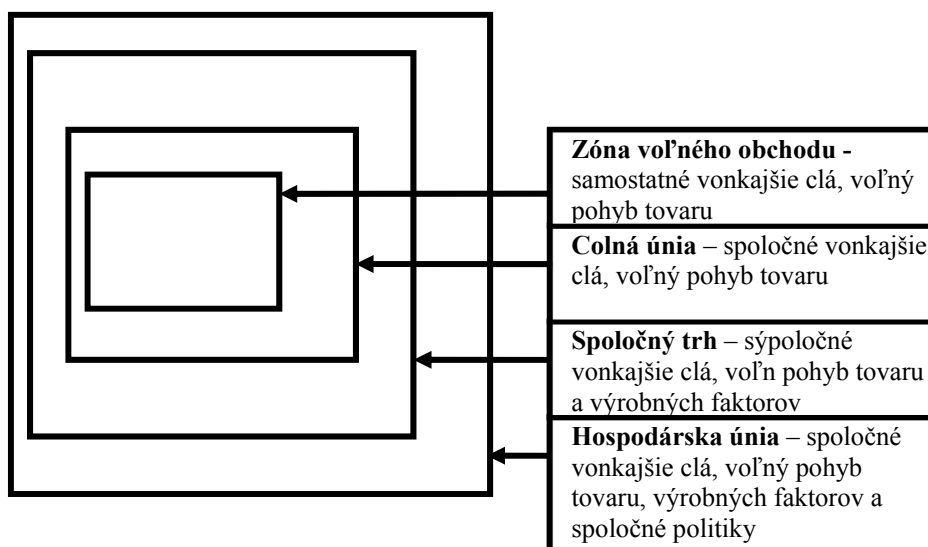 Zóna voľného obchodu -
samostatné vonkajšie clá, voľný
pohyb tovaru
Colná únia – spoločné vonkajšie
clá, voľný pohyb tovaru
Spoločný trh – sýpoločné
vonkajšie clá, voľn pohyb tovaru
a výrobných faktorov
Hospodárska únia – spoločné
vonkajšie clá, voľný pohyb
tovaru, výrobných faktorov a
spoločné politiky